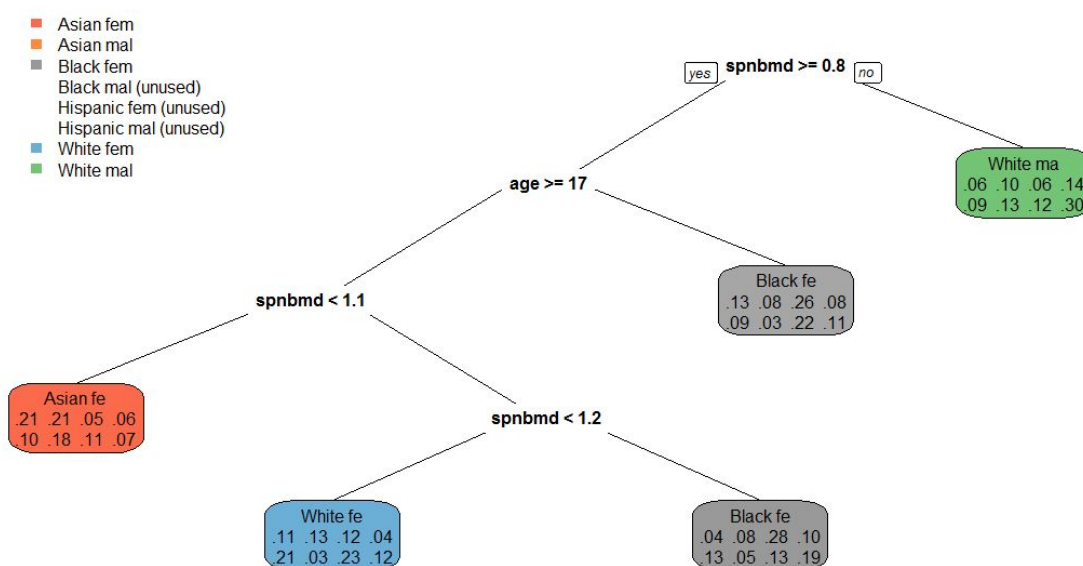 Asian fem
Asian mal
Black fem
Black mal (unused)
Hispanic fem (unused)
Hispanic mal (unused)
White fem
White mal
yes spnbmd >= 0.8 no
White ma
.06 .10 .06 .14
.09 .13 .12 .30
age >= 17
Black fe
.13 .08 .26 .08
.09 .03 .22 .11
spnbmd < 1.1
Asian fe
.21 .21 .05 .06
.10 .18 .11 .07
spnbmd < 1.2
White fe
.11 .13 .12 .04
.21 .03 .23 .12
Black fe
.04 .08 .28 .10
.13 .05 .13 .19